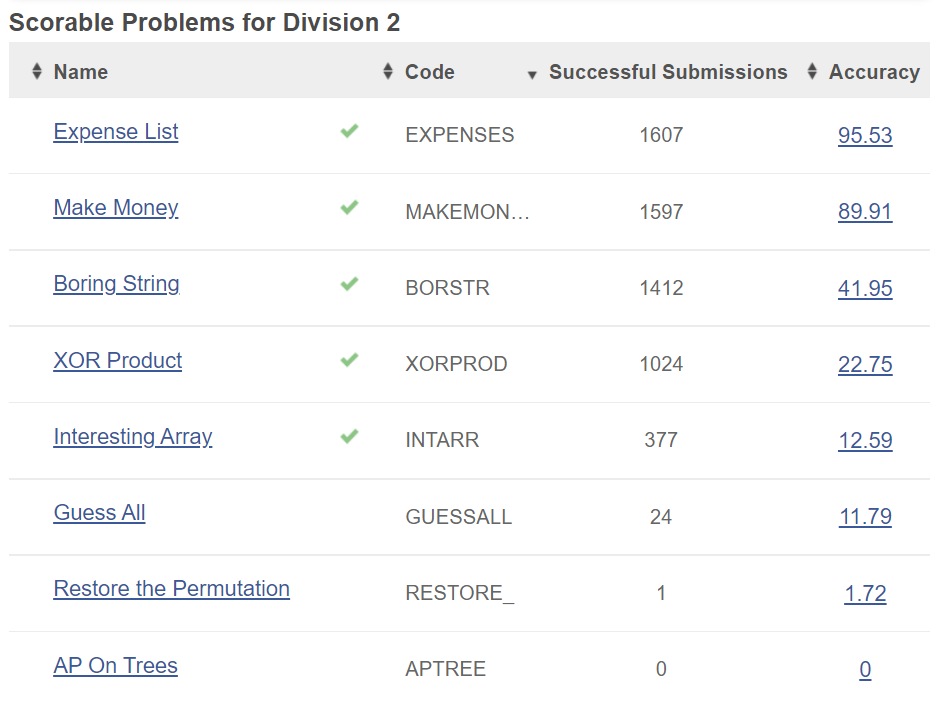 Scorable Problems for Division 2
Name Code Successful Submissions Accuracy
Expense List EXPENSES 1607 95.53
Make Money MAKEMON... 1597 89.91
Boring String BORSTR 1412 41.95
XOR Product XORPROD 1024 22.75
Interesting Array INTARR 377 12.59
Guess All GUESSALL 24 11.79
Restore the Permutation RESTORE_ 1 1.72
AP On Trees APTREE 0 0